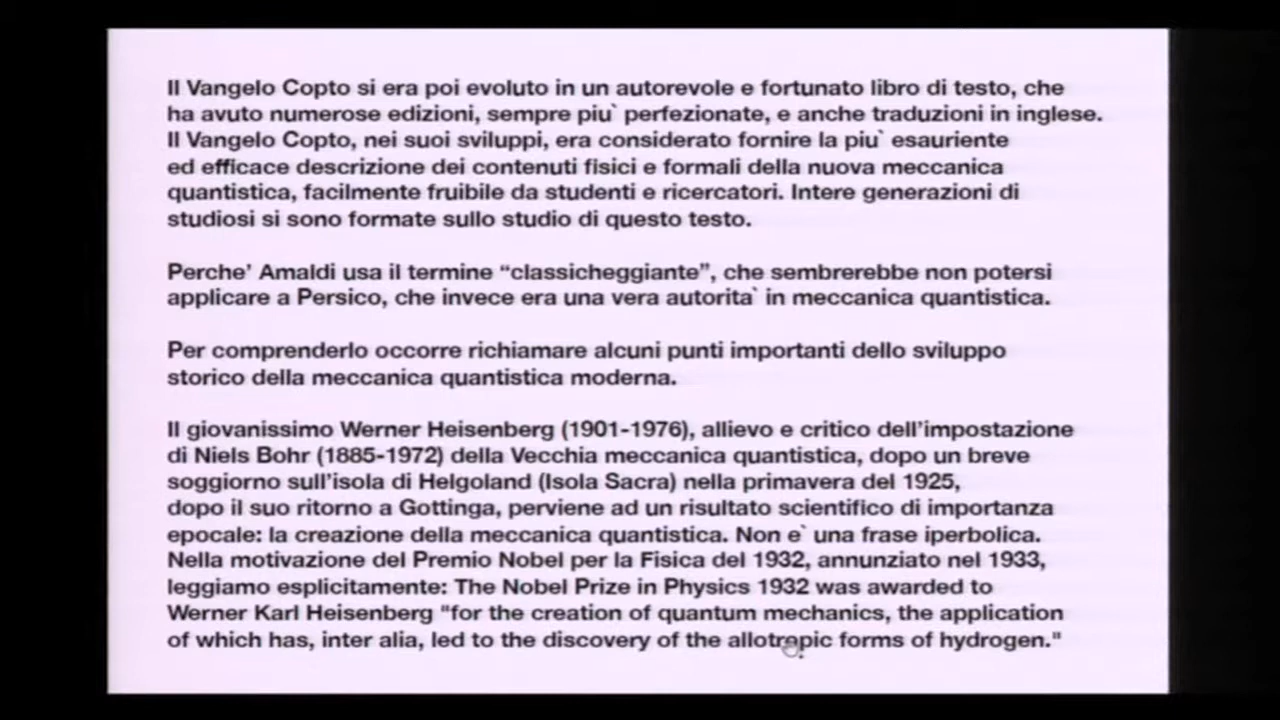 Il Vangelo Copto si era poi evoluto in un autorevole e fortunato libro di testo, che
ha avuto numerose edizioni, sempre piu` perfezionate, e anche traduzioni in inglese.
Il Vangelo Copto, nei suoi sviluppi, era considerato fornire la piu` esauriente
ed efficace descrizione dei contenuti fisici e formali della nuova meccanica
quantistica, facilmente fruibile da studenti e ricercatori. Intere generazioni di
studiosi si sono formate sullo studio di questo testo.
Perche’ Amaldi usa il termine “classicheggiante”, che sembrerebbe non potersi
applicare a Persico, che invece era una vera autorita` in meccanica quantistica.
Per comprenderlo occorre richiamare alcuni punti importanti dello sviluppo
storico della meccanica quantistica moderna.
Il giovanissimo Werner Heisenberg (1901-1976), allievo e critico dell’impostazione
di Niels Bohr (1885-1972) della Vecchia meccanica quantistica, dopo un breve
soggiorno sull’isola di Helgoland (Isola Sacra) nella primavera del 1925,
dopo il suo ritorno a Gottinga, perviene ad un risultato scientifico di importanza
epocale: la creazione della meccanica quantistica. Non e` una frase iperbolica.
Nella motivazione del Premio Nobel per la Fisica del 1932, annunziato nel 1933,
leggiamo esplicitamente: The Nobel Prize in Physics 1932 was awarded to
Werner Karl Heisenberg "for the creation of quantum mechanics, the application
of which has, inter alia, led to the discovery of the allotropic forms of hydrogen."